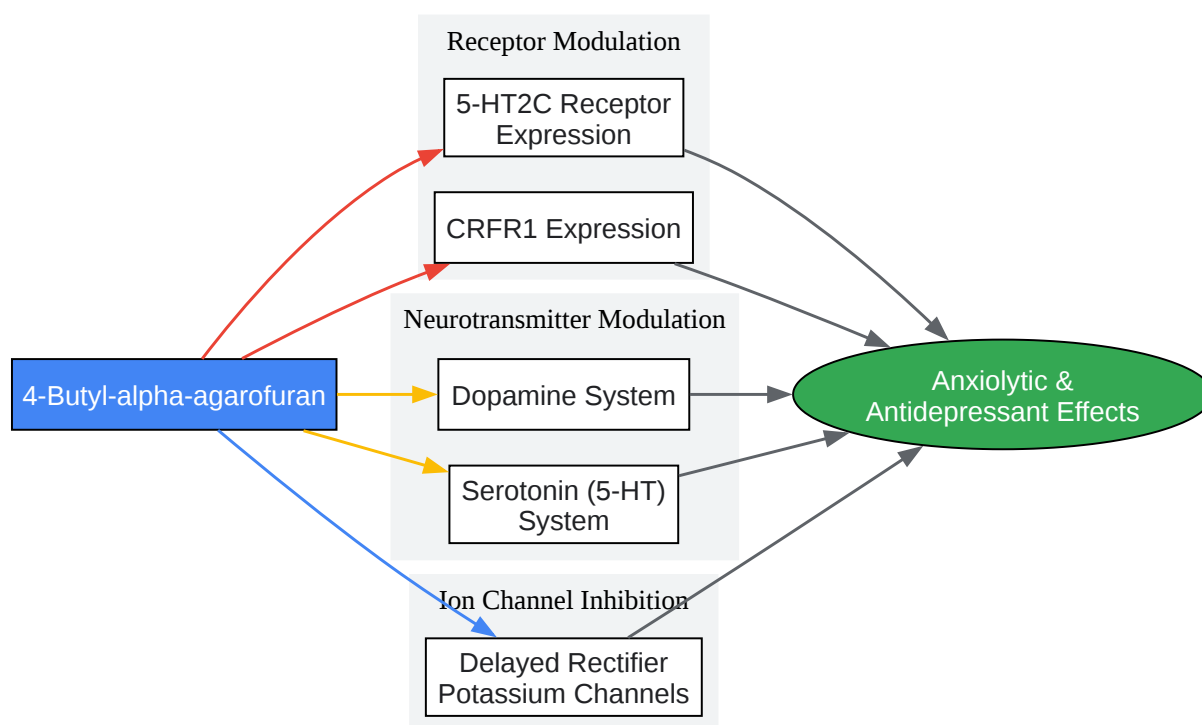 Receptor Modulation
5-HT2C Receptor
Expression
CRFR1 Expression
Neurotransmitter Modulation
4-Butyl-alpha-agarofuran
Dopamine System
Anxiolytic &
Antidepressant Effects
Serotonin (5-HT)
System
Ion Channel Inhibition
Delayed Rectifier
Potassium Channels